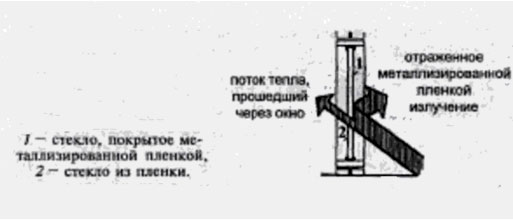 1 — стекло, покрытое ме-
таллизированной пленкой,
2 — стекло из пленки.
поток тепла,
прошедший
через окно
1
2
отраженное
металлизированной
пленкой
излучение